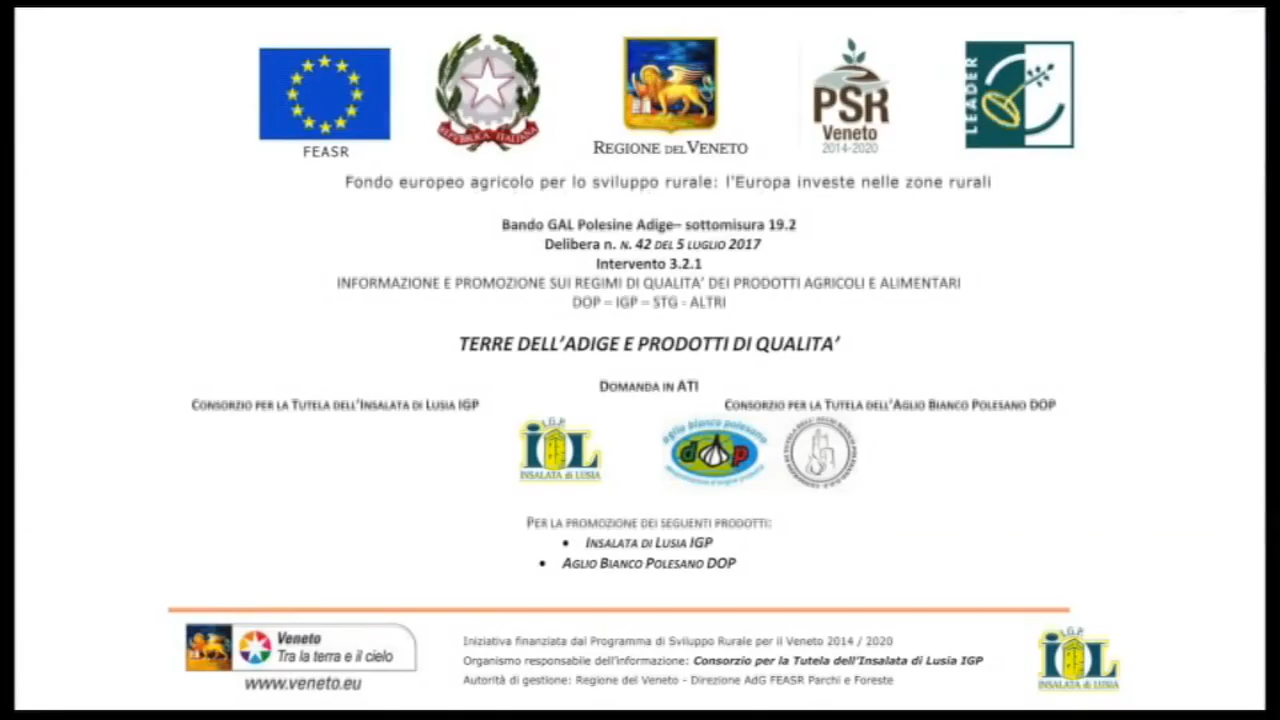 FEASR
REPUBBLICA ITALIANA
REGIONE DEL VENETO
PSR
Veneto
2014-2020
LEADER
Fondo europeo agricolo per lo sviluppo rurale: l'Europa investe nelle zone rurali
Bando GAL Polesine Adige– sottomisura 19.2
Delibera n. N. 42 DEL 5 LUGLIO 2017
Intervento 3.2.1
INFORMAZIONE E PROMOZIONE SUI REGIMI DI QUALITA' DEI PRODOTTI AGRICOLI E ALIMENTARI
DOP – IGP – STG - ALTRI
TERRE DELL'ADIGE E PRODOTTI DI QUALITA'
DOMANDA IN ATI
CONSORZIO PER LA TUTELA DELL'INSALATA DI LUSIA IGP
CONSORZIO PER LA TUTELA DELL'AGLIO BIANCO POLESANO DOP
I.G.P.
IOL
INSALATA di LUSIA
aglio bianco polesano
dop
PER LA PROMOZIONE DEI SEGUENTI PRODOTTI:
• INSALATA DI LUSIA IGP
• AGLIO BIANCO POLESANO DOP
Veneto
Tra la terra e il cielo
www.veneto.eu
Iniziativa finanziata dal Programma di Sviluppo Rurale per il Veneto 2014 / 2020
Organismo responsabile dell'informazione: Consorzio per la Tutela dell'Insalata di Lusia IGP
Autorità di gestione: Regione del Veneto - Direzione AdG FEASR Parchi e Foreste
I.G.P.
IOL
INSALATA di LUSIA